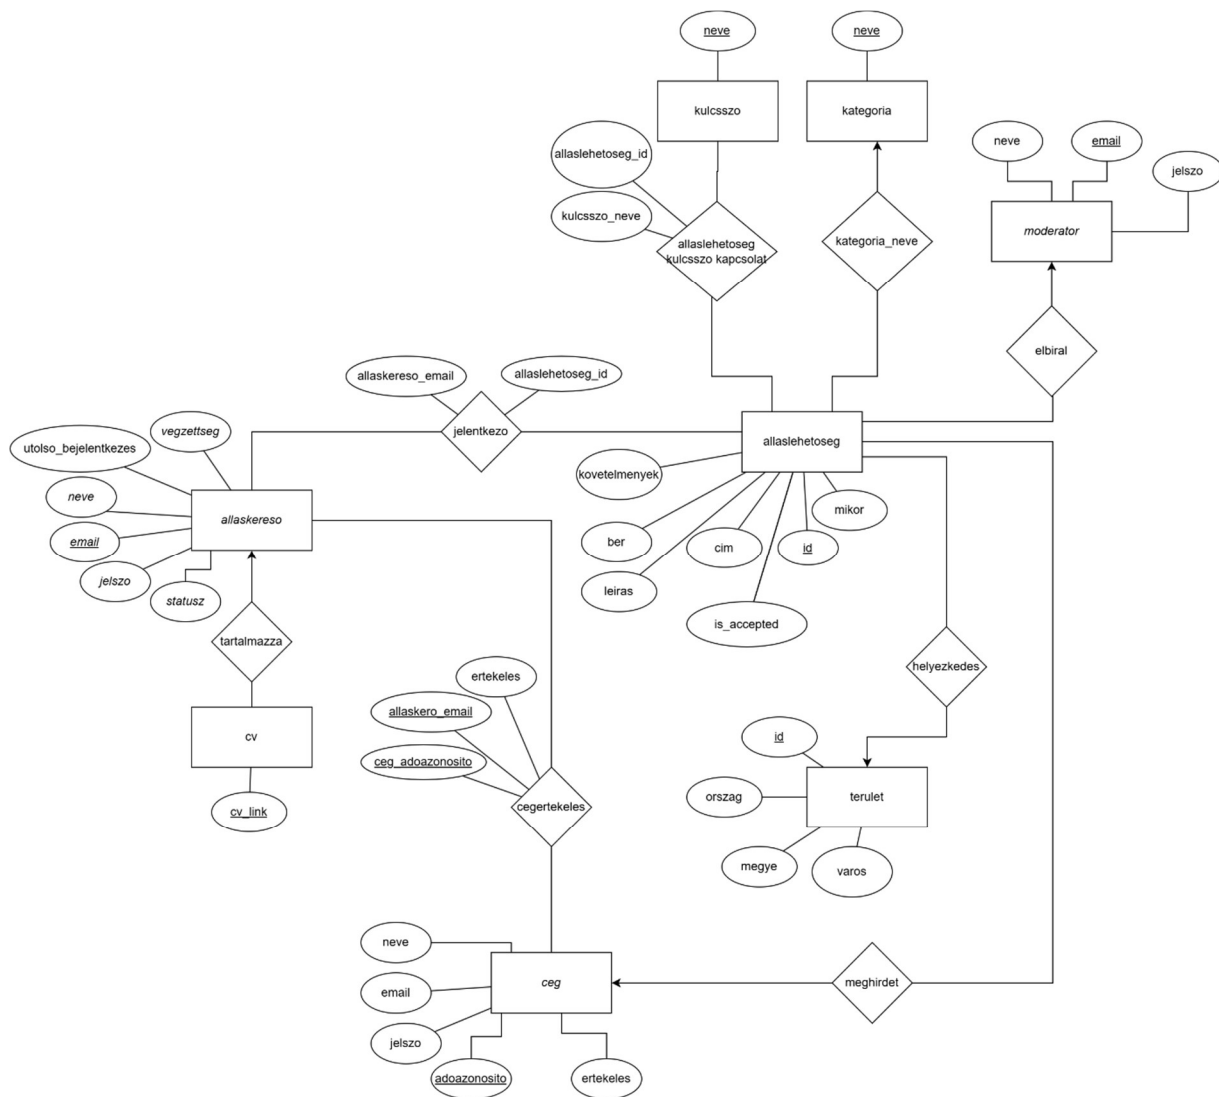 neve
neve
kulcsszo
kategoria
neve
email
jelszo
allaslehetoseg_id
kulcsszo_neve
moderator
allaslehetoseg
kulcsszo kapcsolat
kategoria_neve
elbiral
allaskereso_email
allaslehetoseg_id
jelentkezo
allaslehetoseg
vegzettseg
utolso_bejelentkezes
neve
email
jelszo
statusz
allaskereso
kovetelmenyek
ber
leiras
cim
id
mikor
is_accepted
tartalmazza
helyezkedes
ertekeles
allaskero_email
ceg_adoazonosito
cegertekeles
cv
cv_link
id
orszag
terulet
megye
varos
neve
email
jelszo
ceg
meghirdet
adoazonosito
ertekeles